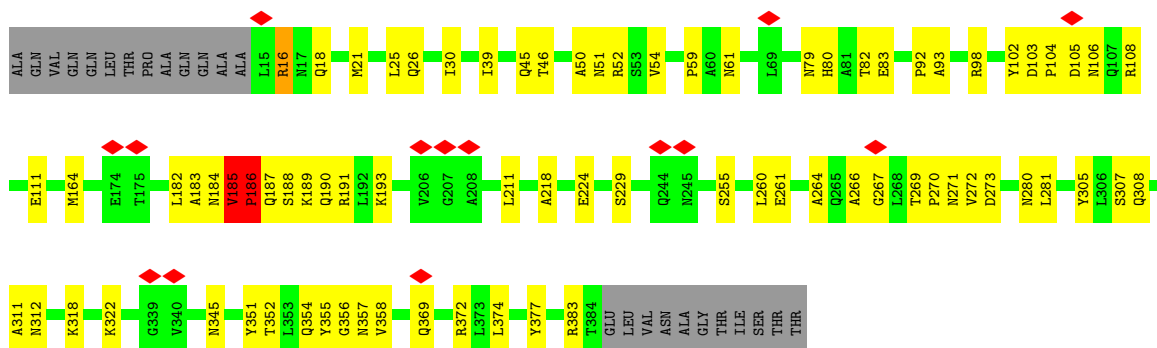 ALA GLN VAL GLN GLN LEU THR PRO ALA GLN GLN ALA ALA L15 R16 N17 Q18 M21 L25 Q26 I30 I39 Q45 T46 A50 N51 R52 S53 V54 P59 A60 N61 L69 N79 H80 A81 T82 E83 P92 A93 R98 Y102 D103 P104 D105 N106 Q107 R108
E111 M164 E174 T175 L182 A183 N184 V185 P186 Q187 S188 K189 Q190 R191 L192 K193 V206 G207 A208 L211 A218 E224 S229 Q244 N245 S255 L260 E261 A264 Q265 A266 G267 L268 T269 P270 N271 V272 D273 N280 L281 Y305 L306 S307 Q308
A311 N312 K318 K322 G339 V340 N345 Y351 T352 L353 Q354 Y355 G356 N357 V358 Q369 R372 L373 L374 Y377 R383 T384 GLU LEU VAL ASN ALA GLY THR ILE SER THR THR